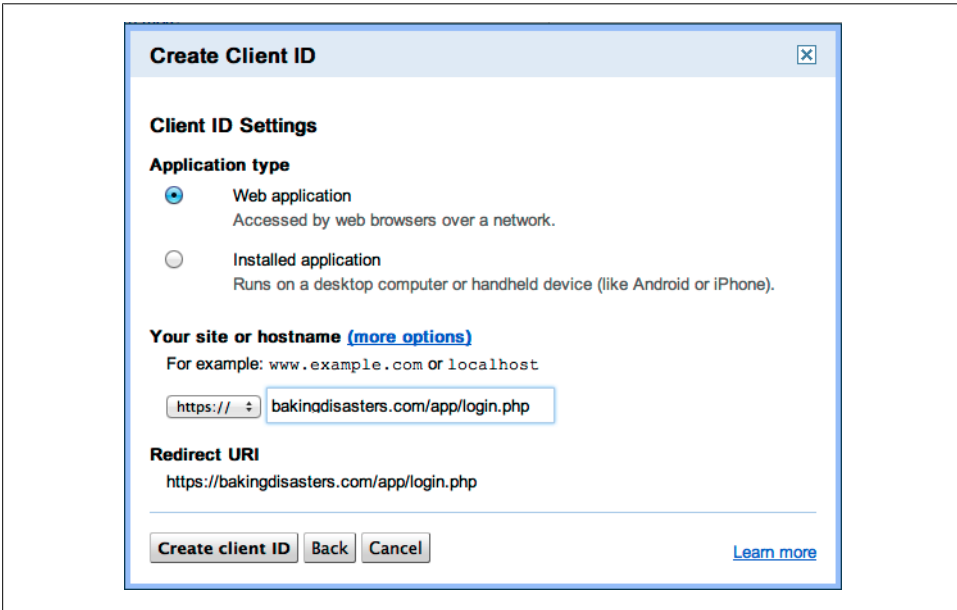 Create Client ID
Client ID Settings
Application type
Web application
Accessed by web browsers over a network.
Installed application
Runs on a desktop computer or handheld device (like Android or iPhone).
Your site or hostname (more options)
For example: www.example.com or localhost
https:// bakingdisasters.com/app/login.php
Redirect URI
https://bakingdisasters.com/app/login.php
Create client ID Back Cancel Learn more